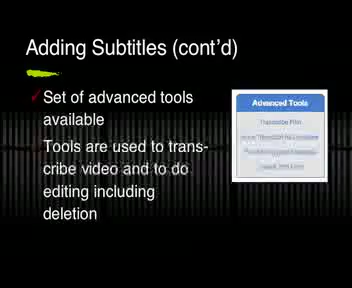 Adding Subtitles (cont'd)
Set of advanced tools
available
Tools are used to trans-
cribe video and to do
editing including
deletion
Advanced Tools
Transcribe Film